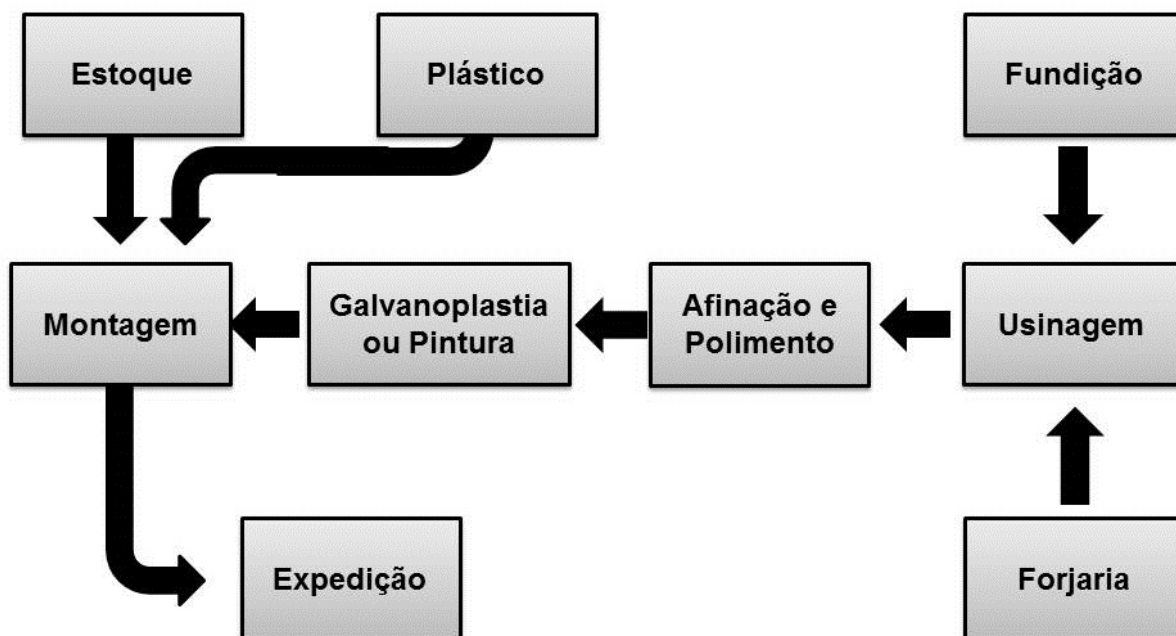 Estoque
Plástico
Fundição
Montagem
Galvanoplastia
ou Pintura
Afinação e
Polimento
Usinagem
Expedição
Forjaria